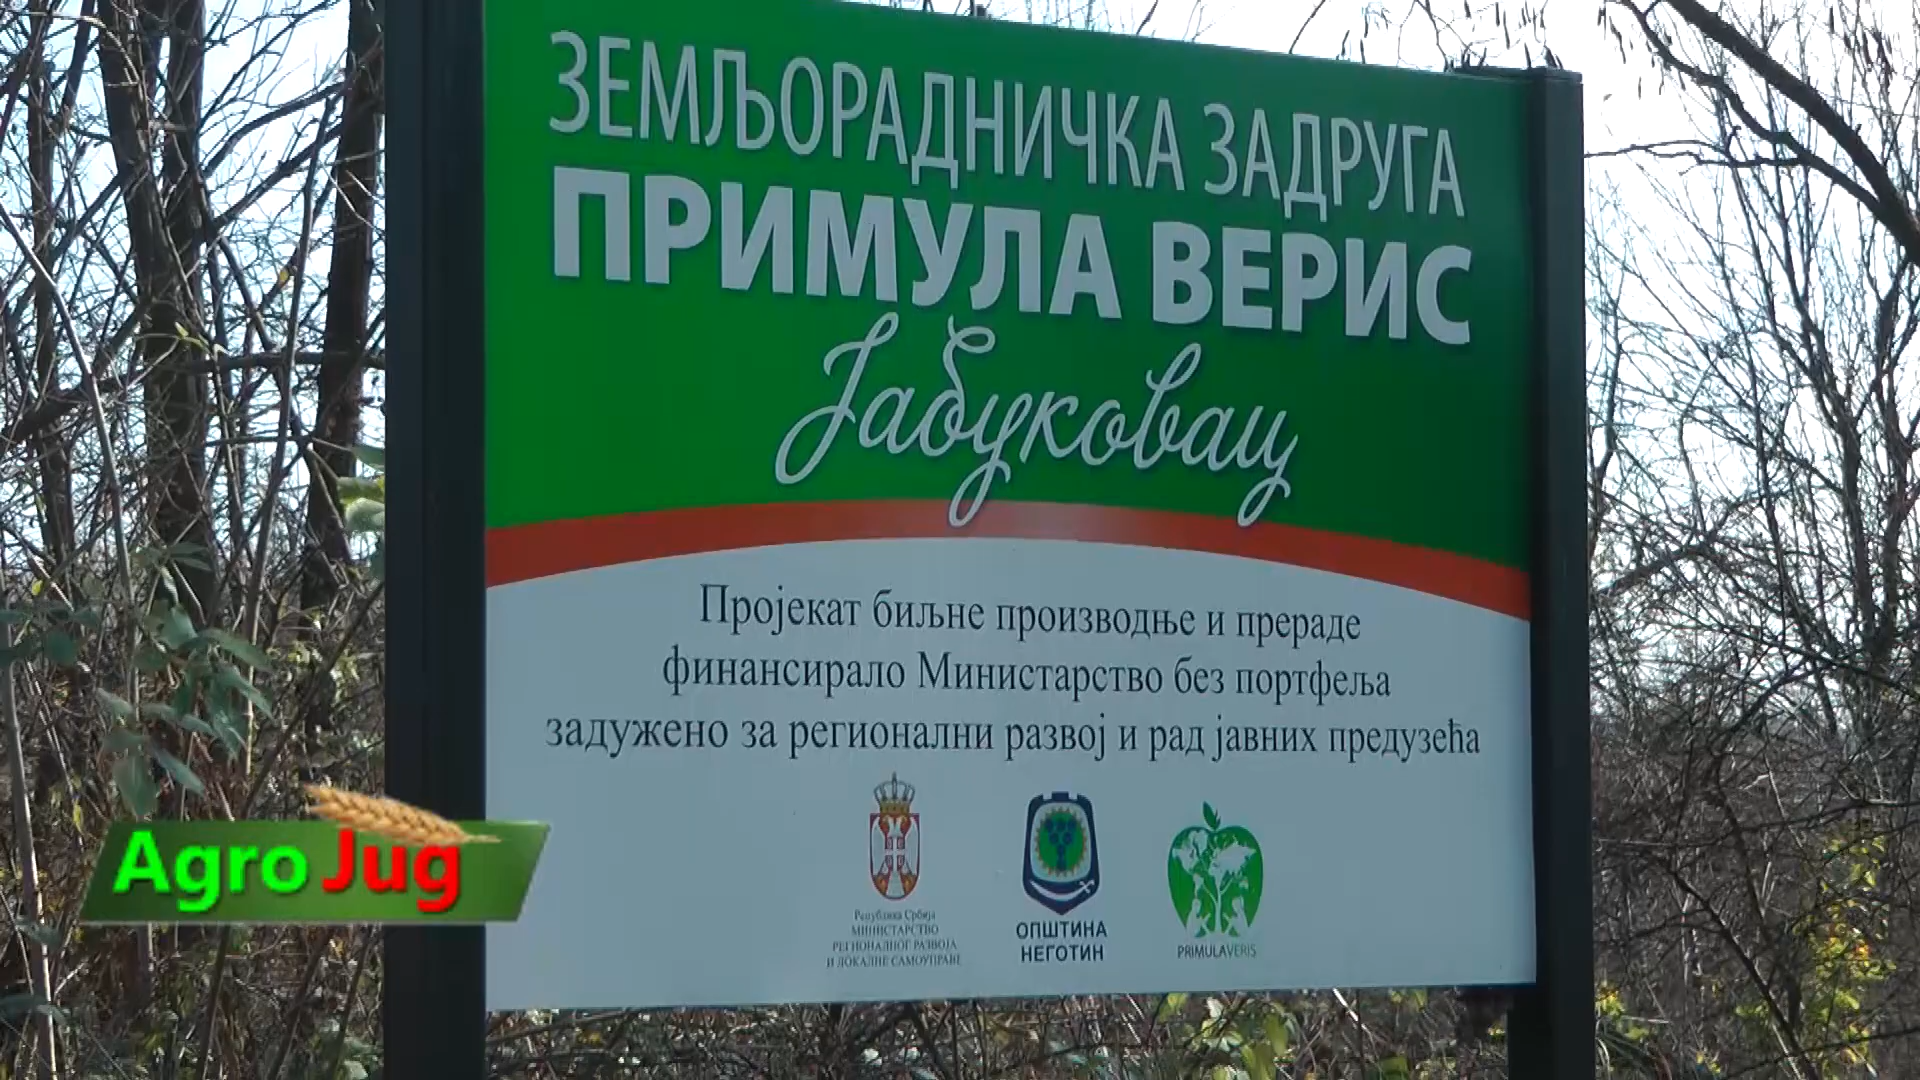 ЗЕМЉОРАДНИЧКА ЗАДРУГА
ПРИМУЛА ВЕРИС
Јабуковац
Пројекат биљне производње и прераде
финансирало Министарство без портфеља
задужено за регионални развој и рад јавних предузећа
Република Србија
МИНИСТАРСТВО
РЕГИОНАЛНОГ РАЗВОЈА
И ЛОКАЛНЕ САМОУПРАВЕ
ОПШТИНА
НЕГОТИН
PRIMULAVERIS
Agro Jug